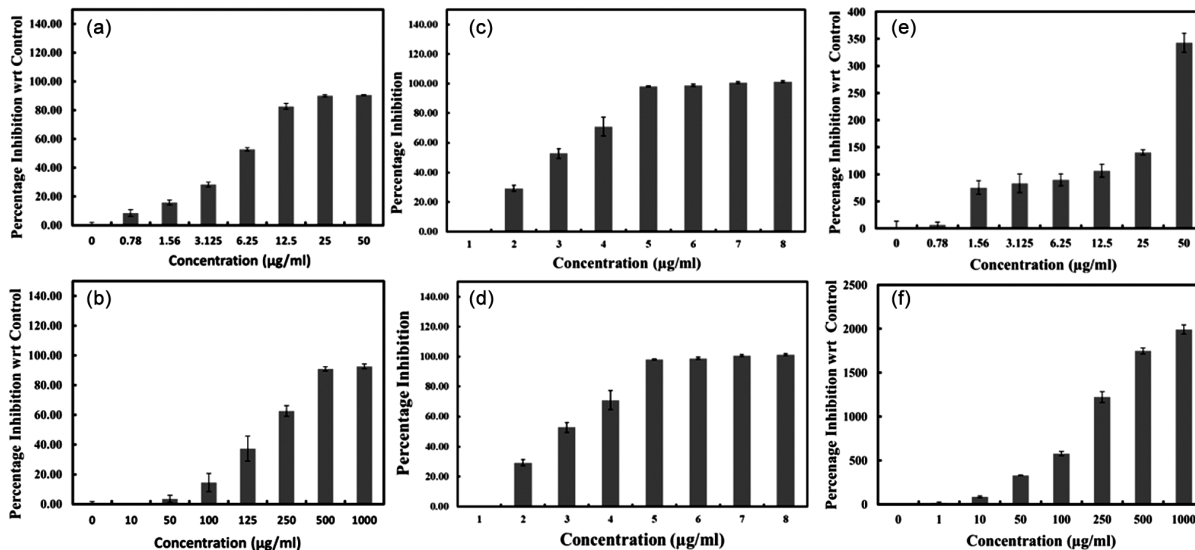 (a)
Percentage Inhibition wrt Control
140.00
120.00
100.00
80.00
60.00
40.00
20.00
0.00
0 0.78 1.56 3.125 6.25 12.5 25 50
Concentration (µg/ml)
(c)
Percentage Inhibition
140.00
120.00
100.00
80.00
60.00
40.00
20.00
0.00
1 2 3 4 5 6 7 8
Concentration (µg/ml)
(e)
Percenage Inhibition wrt Control
400
350
300
250
200
150
100
50
0
0 0.78 1.56 3.125 6.25 12.5 25 50
Concentration (µg/ml)
(b)
Percentage Inhibition wrt Control
140.00
120.00
100.00
80.00
60.00
40.00
20.00
0.00
0 10 50 100 125 250 500 1000
Concentration (µg/ml)
(d)
Percentage Inhibition
140.00
120.00
100.00
80.00
60.00
40.00
20.00
0.00
1 2 3 4 5 6 7 8
Concentration (µg/ml)
(f)
Percenage Inhibition wrt Control
2500
2000
1500
1000
500
0
0 1 10 50 100 250 500 1000
Concentration (µg/ml)